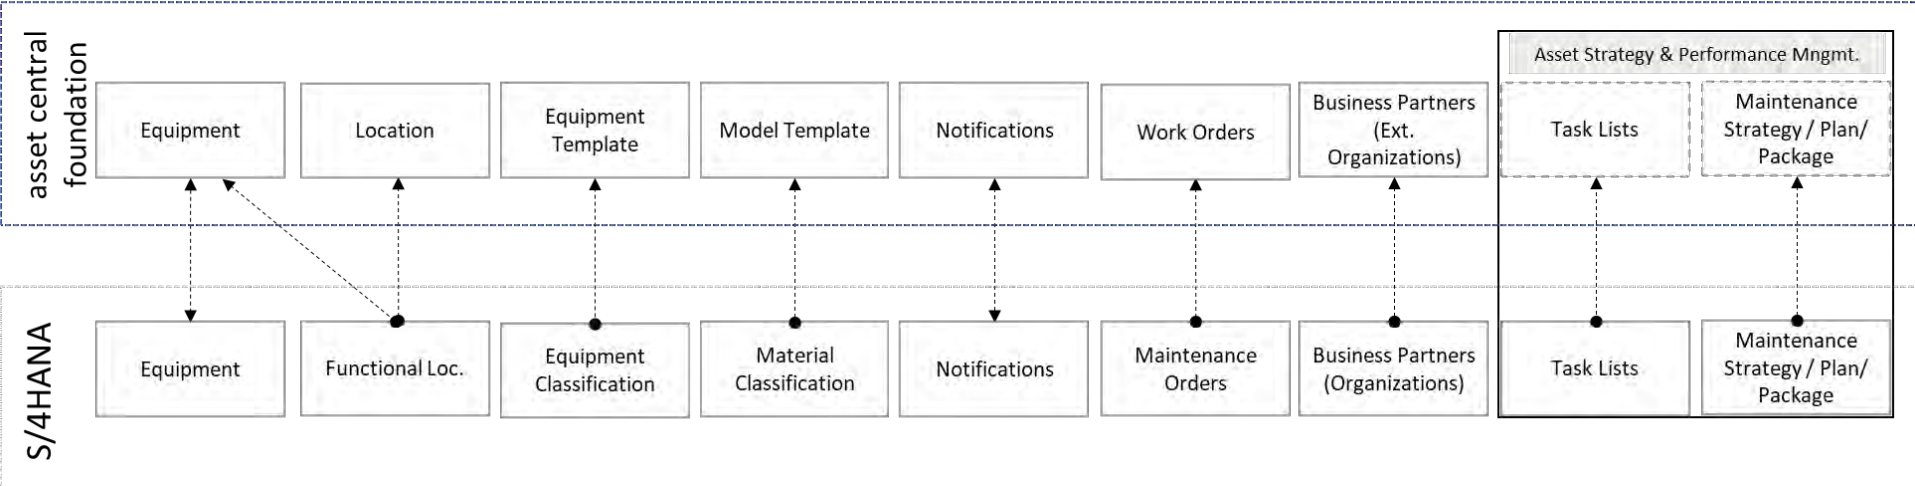 asset central
foundation
Asset Strategy & Performance Mngmt.
Equipment
Location
Equipment
Template
Model Template
Notifications
Work Orders
Business Partners
(Ext.
Organizations)
Task Lists
Maintenance
Strategy / Plan/
Package
S/4HANA
Equipment
Functional Loc.
Equipment
Classification
Material
Classification
Notifications
Maintenance
Orders
Business Partners
(Organizations)
Task Lists
Maintenance
Strategy / Plan/
Package